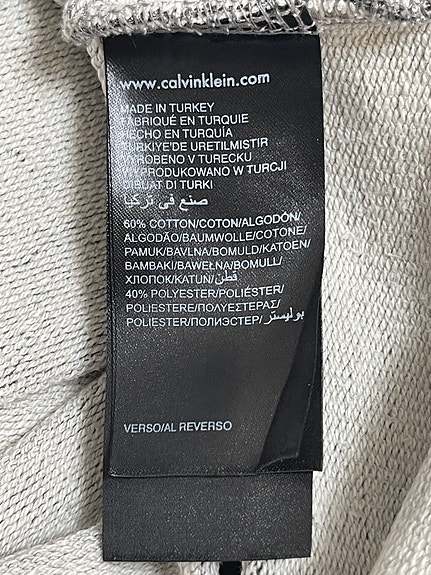 www.calvinklein.com
MADE IN TURKEY
FABRIQUÉ EN TURQUIE
HECHO EN TURQUÍA
TÜRKIYE'DE URETILMISTIR
VYROBENO V TURECKU
WYPRODUKOWANO W TURCJI
DIBUAT DI TURKI
صنع في تركيا
60% COTTON/COTON/ALGODÓN/
ALGODÃO/BAUMWOLLE/COTONE/
PAMUK/BAVLNA/BOMULD/KATOEN/
BAMBAKI/BAWEŁNA/BOMULL/
ХЛОПОК/KATUN/قطن
40% POLYESTER/POLIÉSTER/
POLIESTERE/ΠΟΛΥΕΣΤΕΡΑΣ/
POLIESTER/ПОЛИЭСТЕР/بوليستر
VERSO/AL REVERSO